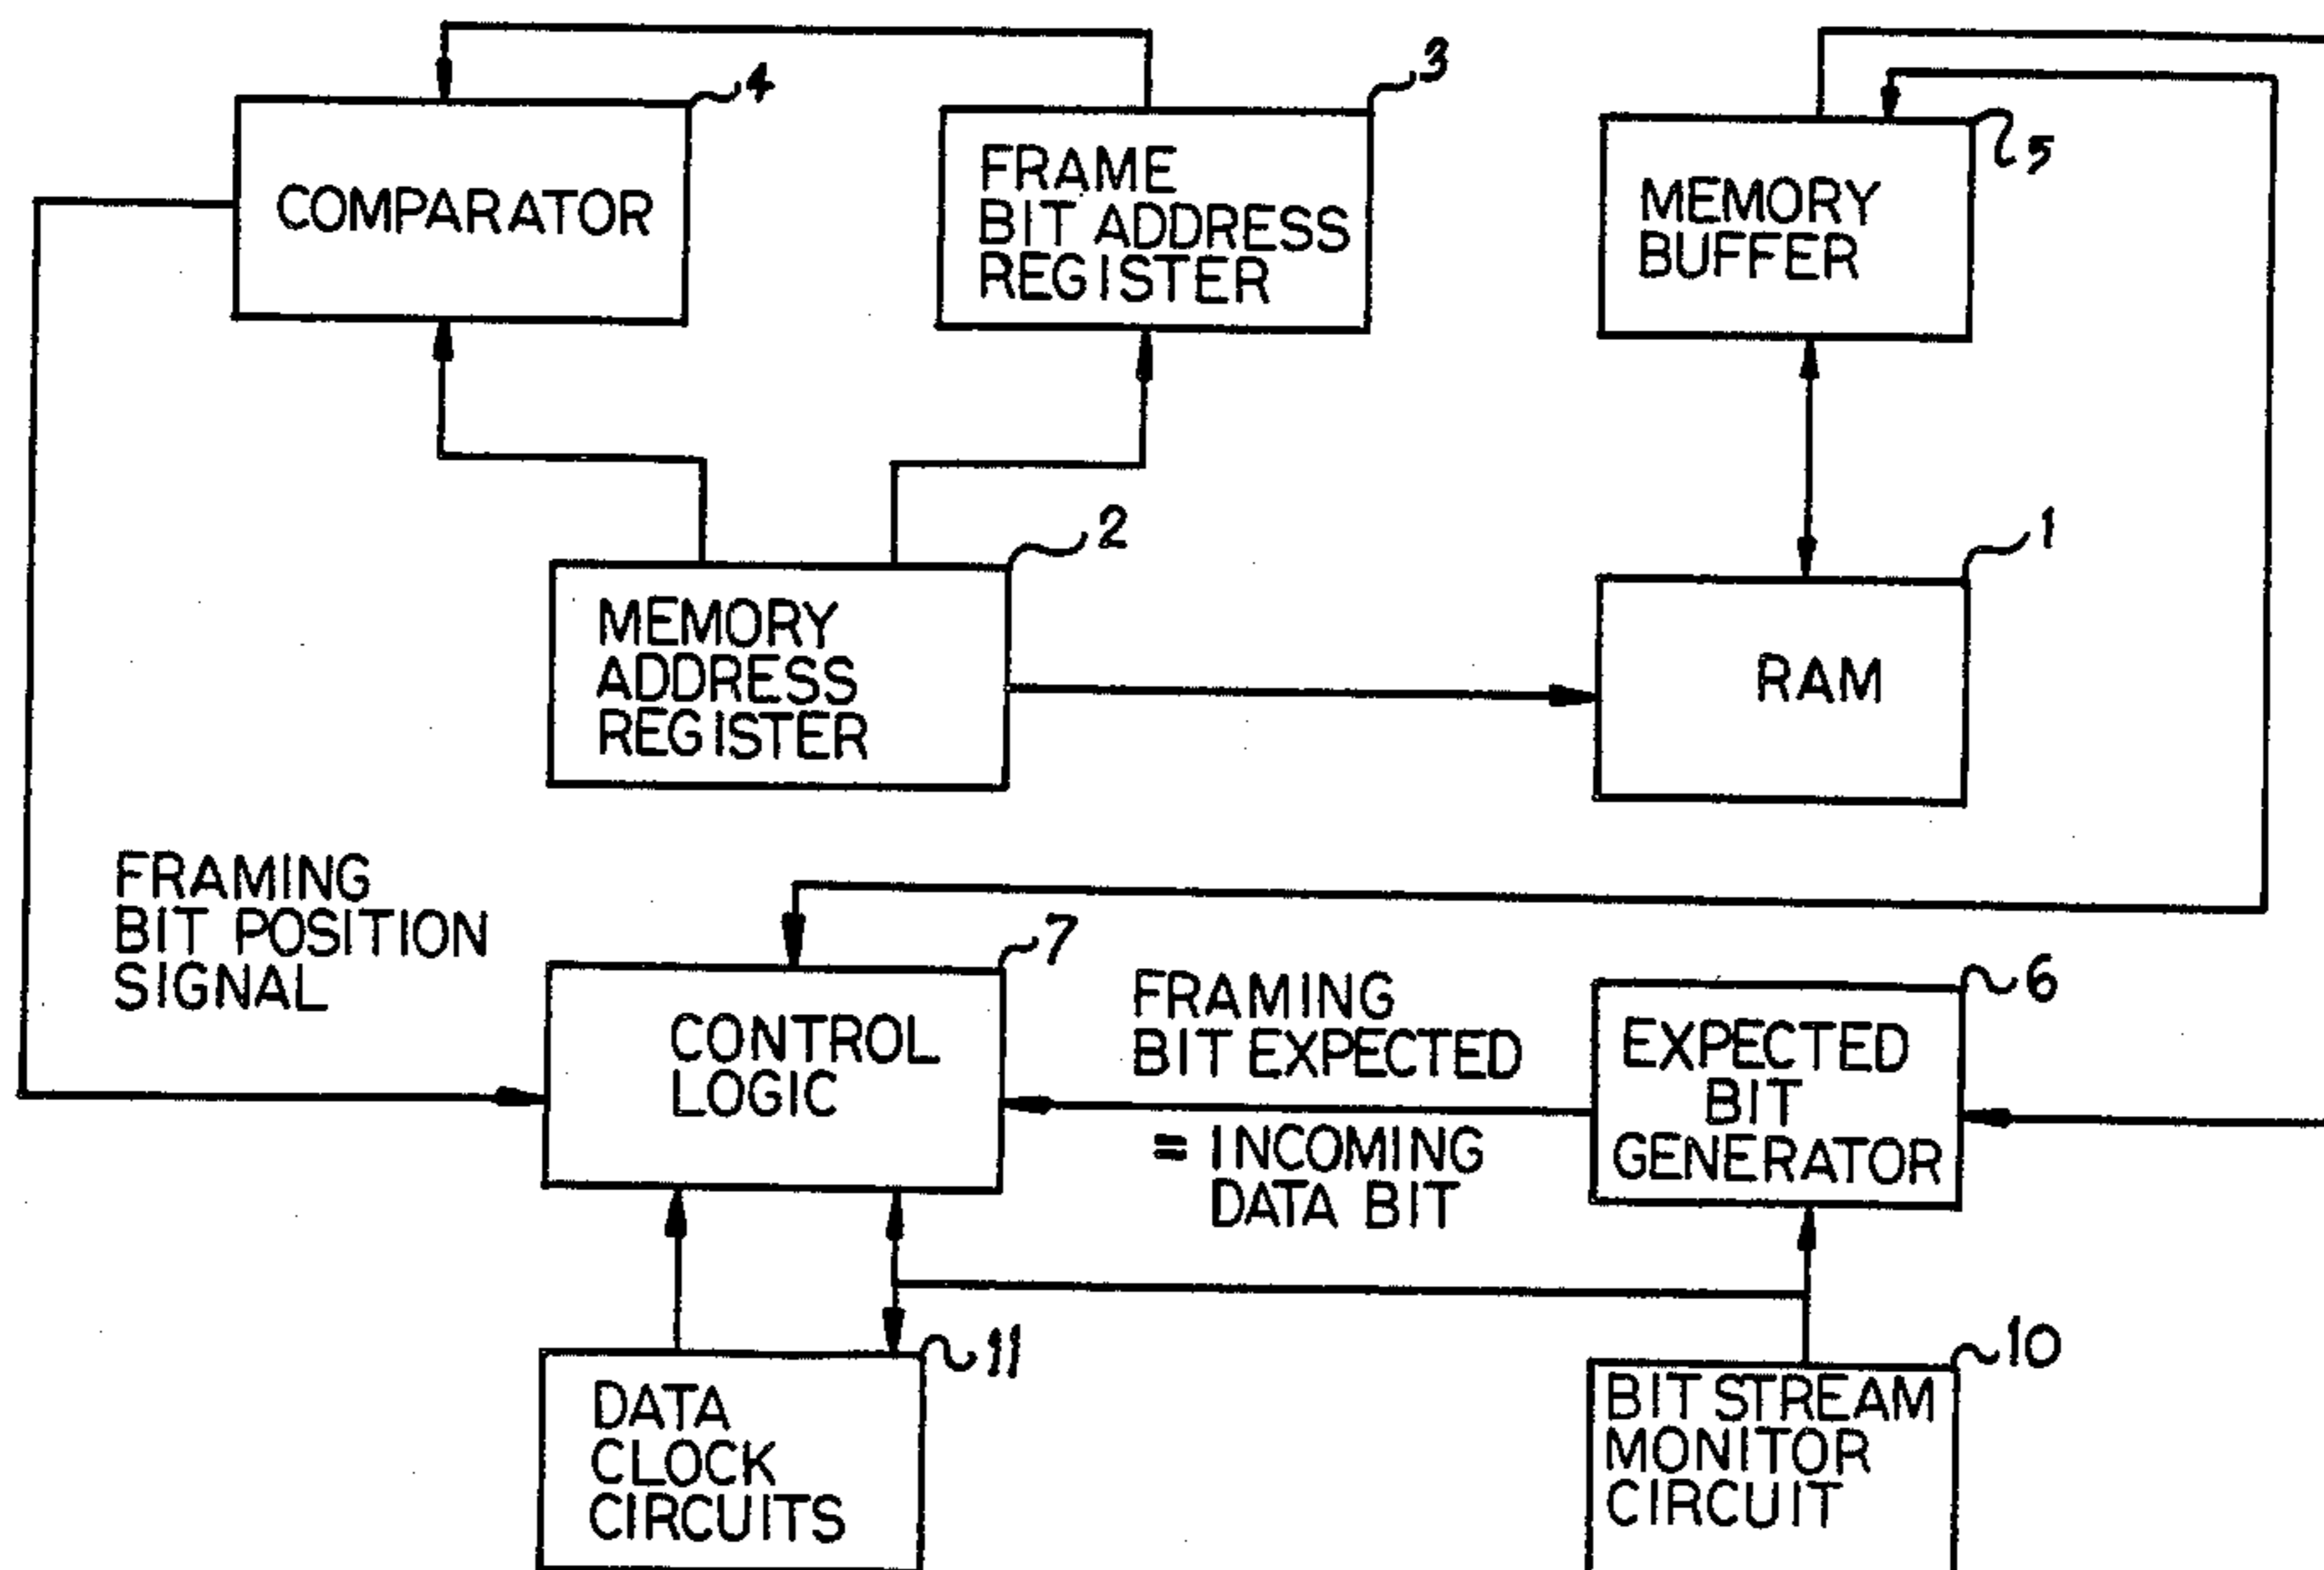 4
COMPARATOR
3
FRAME
BIT ADDRESS
REGISTER
5
MEMORY
BUFFER
2
MEMORY
ADDRESS
REGISTER
1
RAM
FRAMING
BIT POSITION
SIGNAL
7
CONTROL
LOGIC
FRAMING
BIT EXPECTED
= INCOMING
DATA BIT
6
EXPECTED
BIT
GENERATOR
11
DATA
CLOCK
CIRCUITS
10
BIT STREAM
MONITOR
CIRCUIT